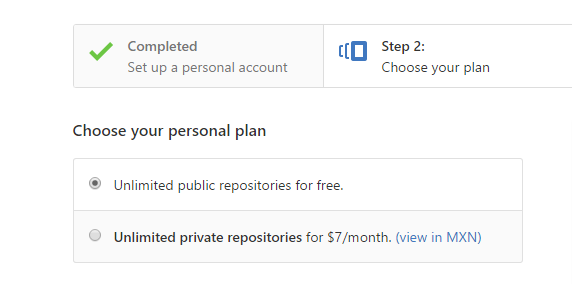 Completed
Set up a personal account
Step 2:
Choose your plan
Choose your personal plan
Unlimited public repositories for free.
Unlimited private repositories for $7/month. (view in MXN)